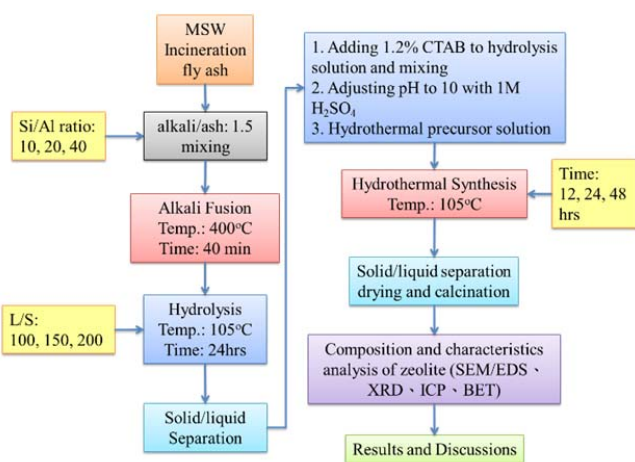 MSW
Incineration
fly ash
Si/Al ratio:
10, 20, 40
alkali/ash: 1.5
mixing
Alkali Fusion
Temp.: 400°C
Time: 40 min
L/S:
100, 150, 200
Hydrolysis
Temp.: 105°C
Time: 24hrs
Solid/liquid
Separation
1. Adding 1.2% CTAB to hydrolysis
solution and mixing
2. Adjusting pH to 10 with 1M
H₂SO₄
3. Hydrothermal precursor solution
Hydrothermal Synthesis
Temp.: 105°C
Time:
12, 24, 48
hrs
Solid/liquid separation
drying and calcination
Composition and characteristics
analysis of zeolite (SEM/EDS、
XRD、ICP、BET)
Results and Discussions